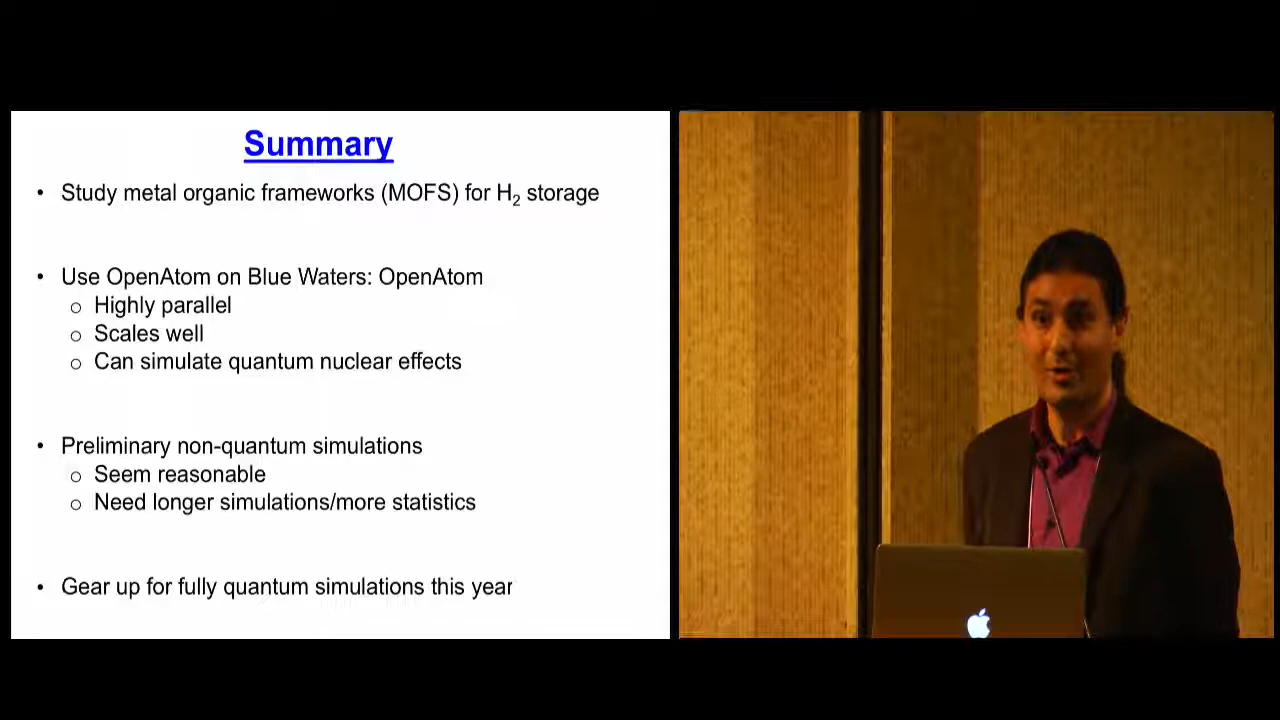 Summary
• Study metal organic frameworks (MOFS) for H₂ storage
• Use OpenAtom on Blue Waters: OpenAtom
o Highly parallel
o Scales well
o Can simulate quantum nuclear effects
• Preliminary non-quantum simulations
o Seem reasonable
o Need longer simulations/more statistics
• Gear up for fully quantum simulations this year